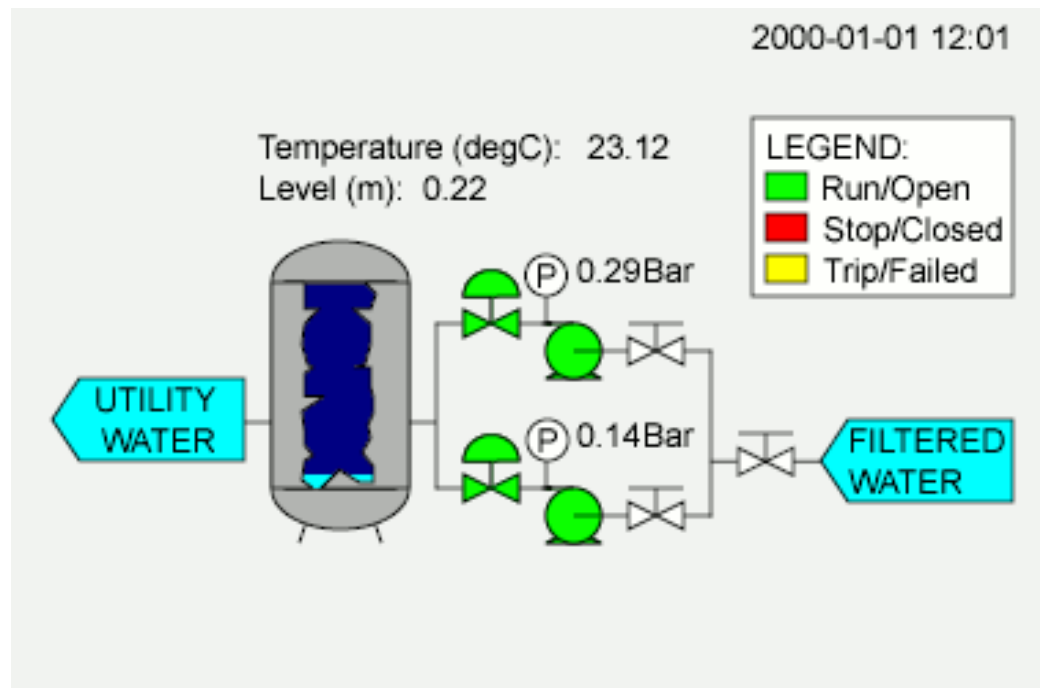 2000-01-01 12:01
Temperature (degC): 23.12
Level (m): 0.22
LEGEND:
Run/Open
Stop/Closed
Trip/Failed
P 0.29Bar
UTILITY
WATER
P 0.14Bar
FILTERED
WATER